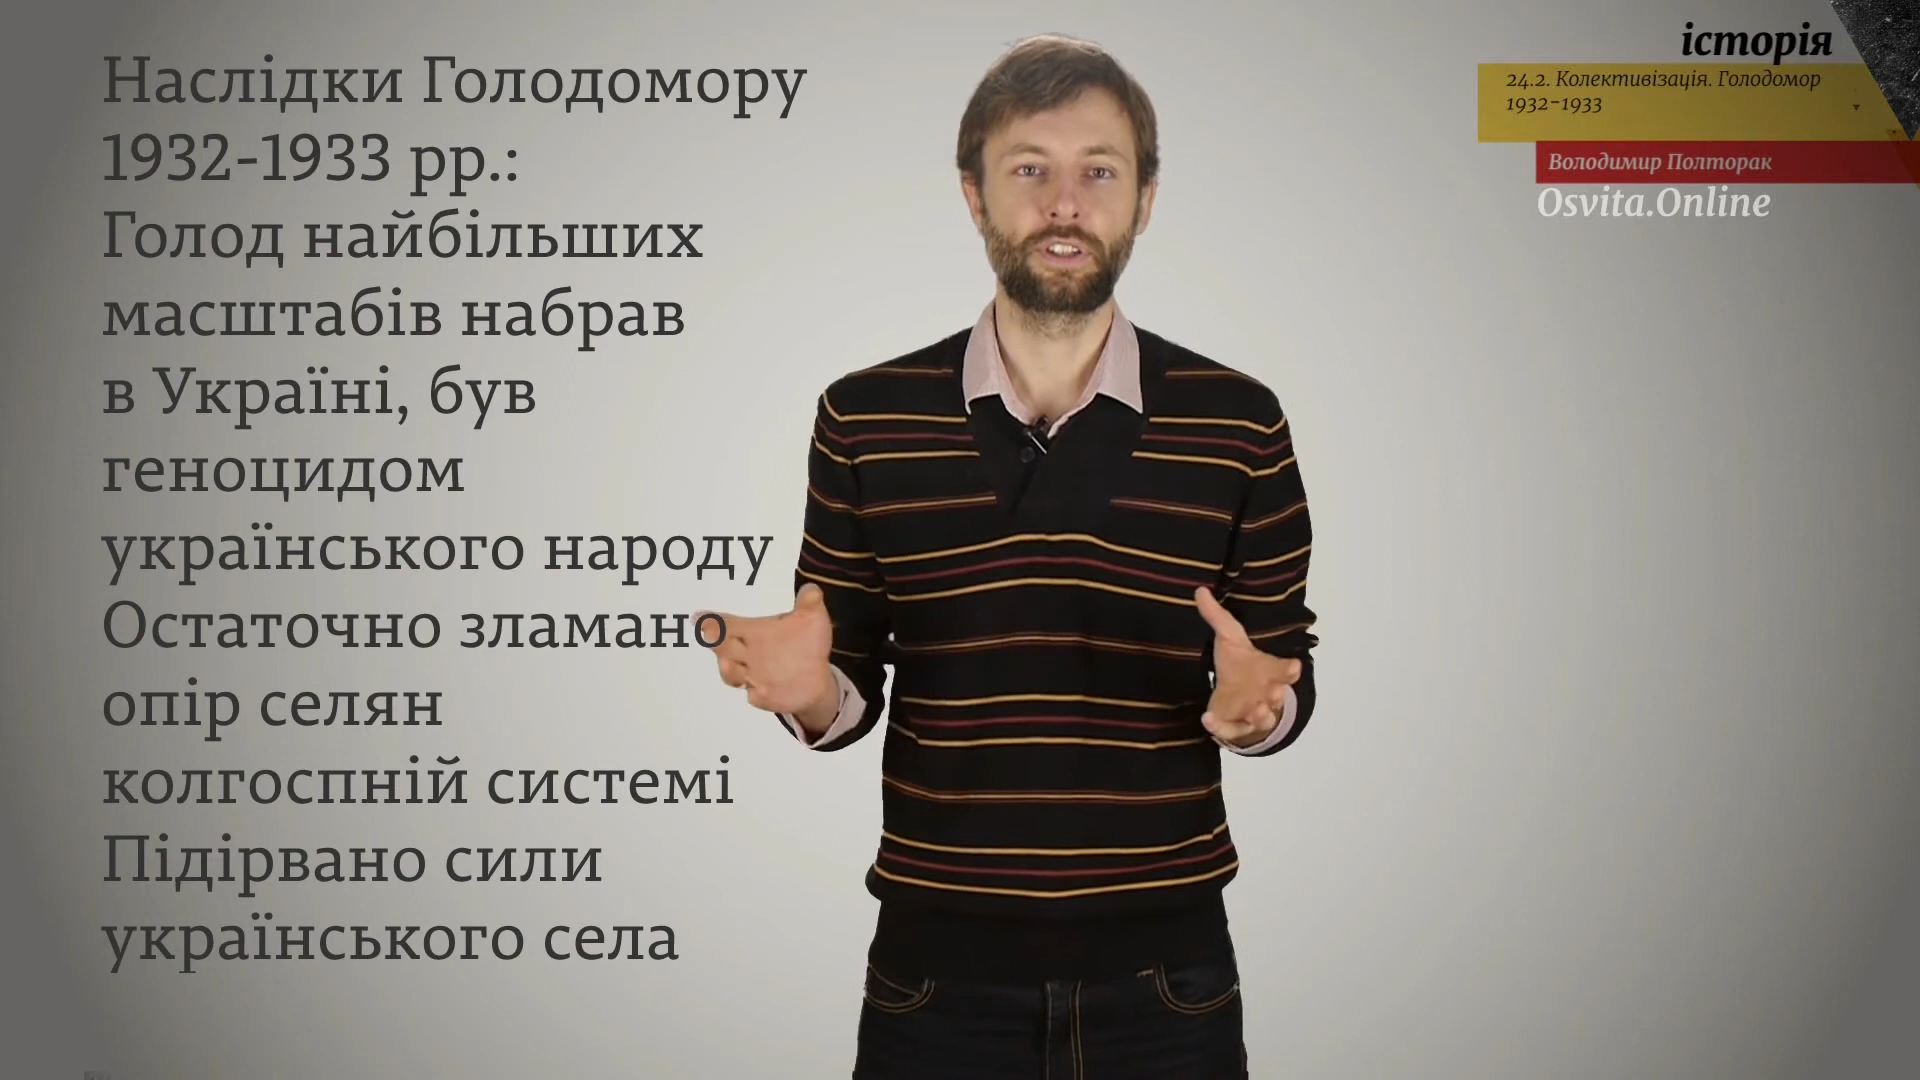 Наслідки Голодомору
1932-1933 рр.:
Голод найбільших
масштабів набрав
в Україні, був
геноцидом
українського народу
Остаточно зламано
опір селян
колгоспній системі
Підірвано сили
українського села
історія
24.2. Колективізація. Голодомор
1932-1933
Володимир Полторак
Osvita.Online